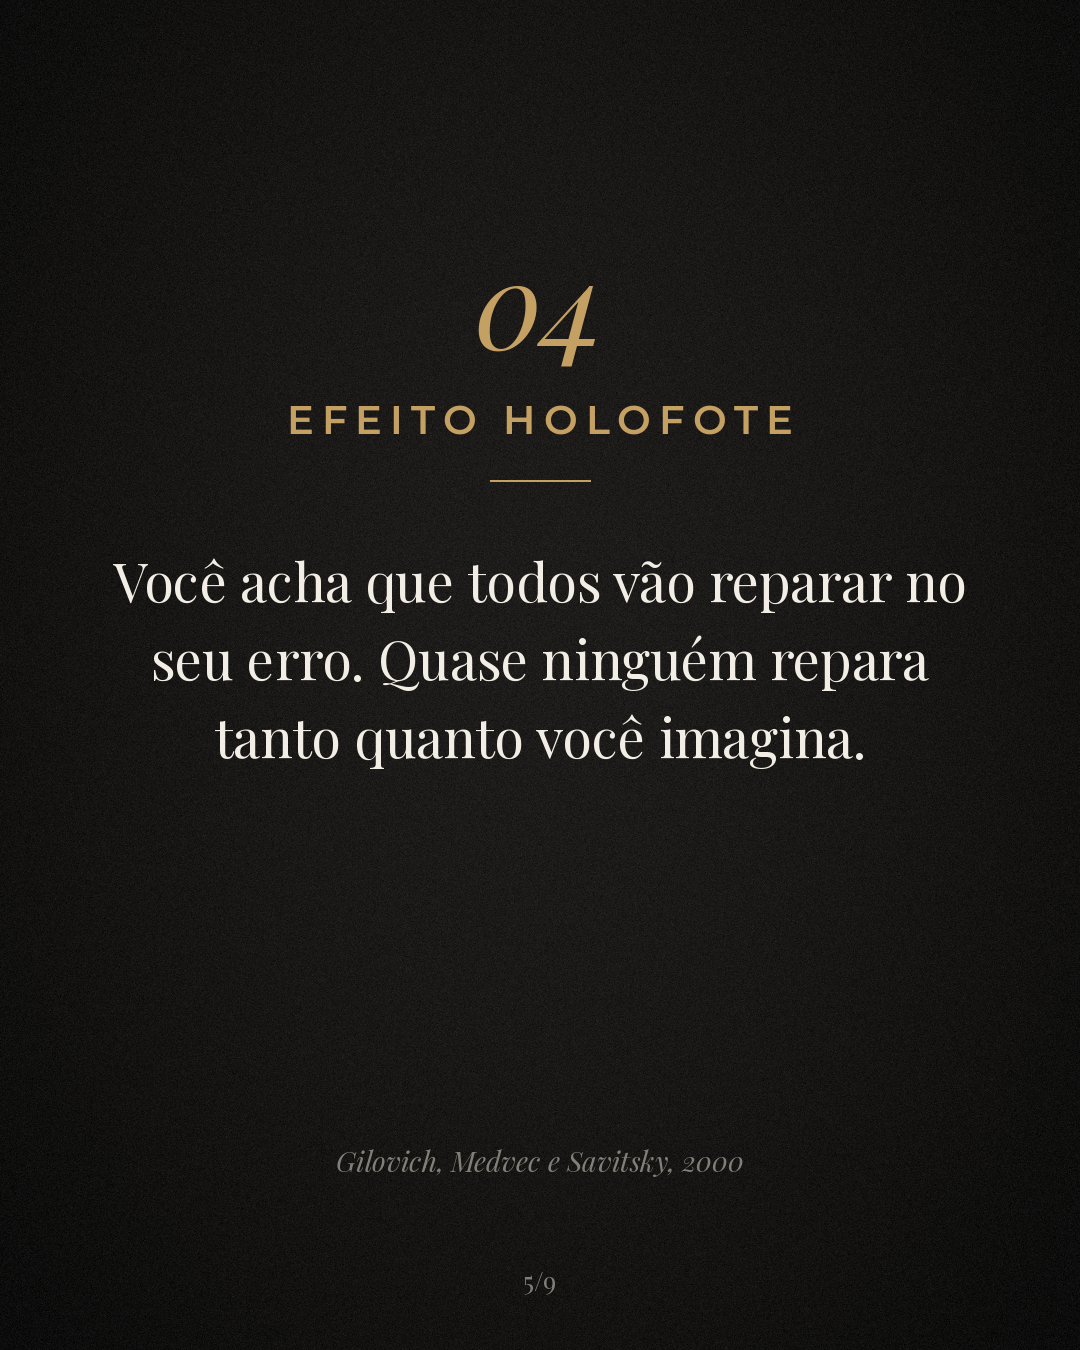 04
EFEITO HOLOFOTE
Você acha que todos vão reparar no
seu erro. Quase ninguém repara
tanto quanto você imagina.
Gilovich, Medvec e Savitsky, 2000
5/9